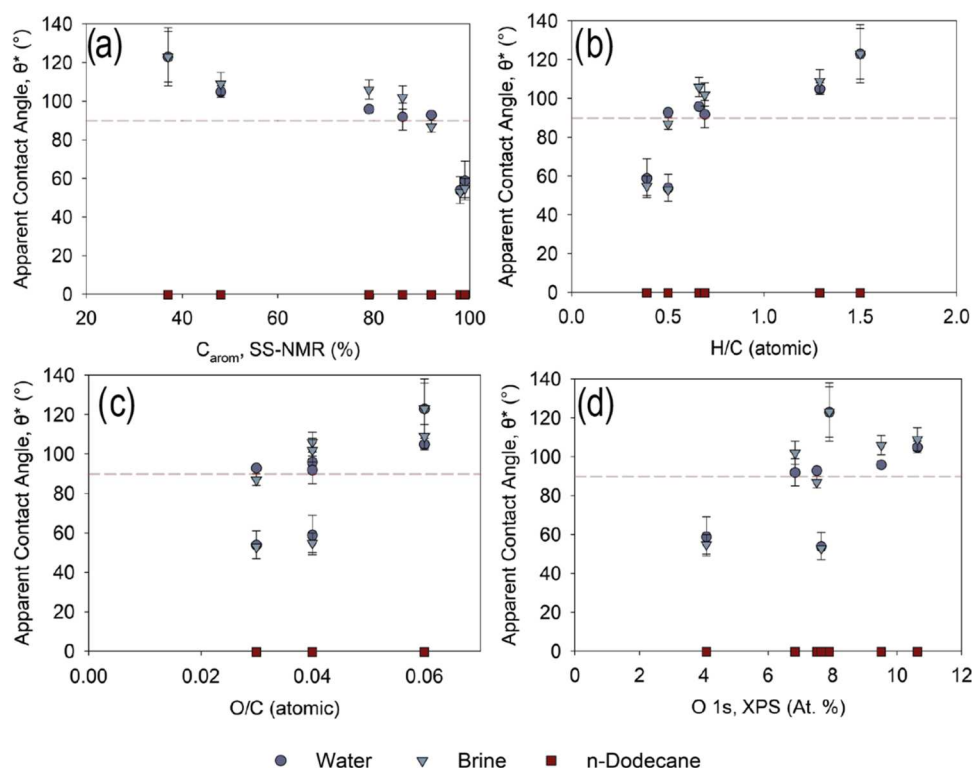 (a)
Apparent Contact Angle, θ* (°)
140
120
100
80
60
40
20
0
20 40 60 80 100
C arom, SS-NMR (%)
(b)
Apparent Contact Angle, θ* (°)
140
120
100
80
60
40
20
0
0.0 0.5 1.0 1.5 2.0
H/C (atomic)
(c)
Apparent Contact Angle, θ* (°)
140
120
100
80
60
40
20
0
0.00 0.02 0.04 0.06
O/C (atomic)
(d)
Apparent Contact Angle, θ* (°)
140
120
100
80
60
40
20
0
0 2 4 6 8 10 12
O 1s, XPS (At. %)
Water Brine n-Dodecane